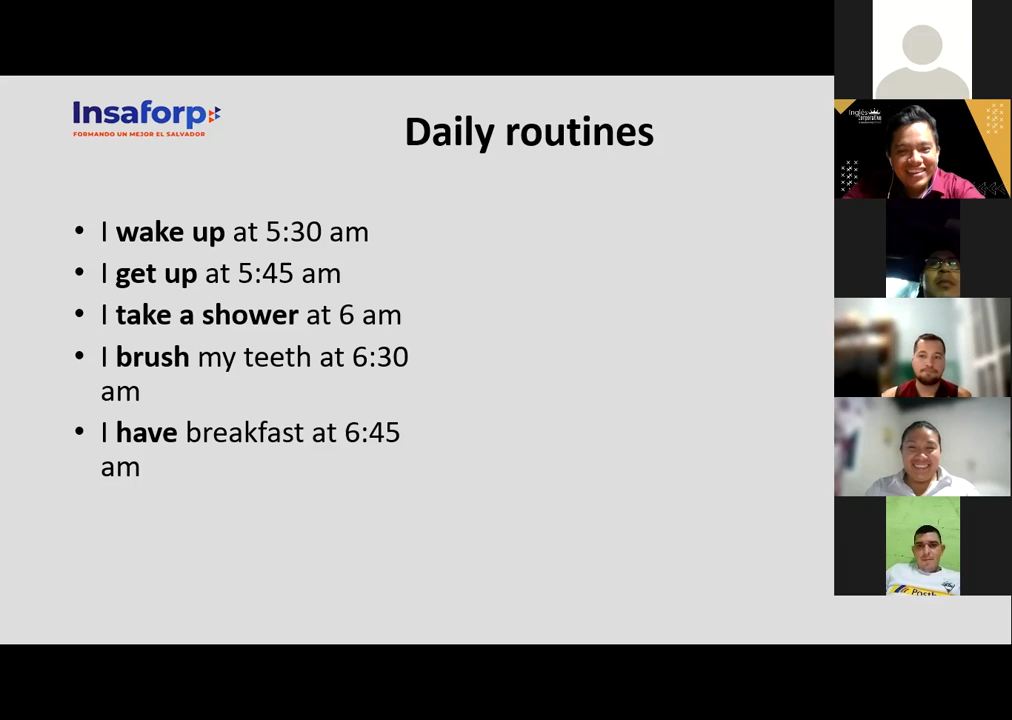 Insaforp
FORMANDO UN MEJOR EL SALVADOR
Daily routines
• I wake up at 5:30 am
• I get up at 5:45 am
• I take a shower at 6 am
• I brush my teeth at 6:30
am
• I have breakfast at 6:45
am
Inglés
corporativo